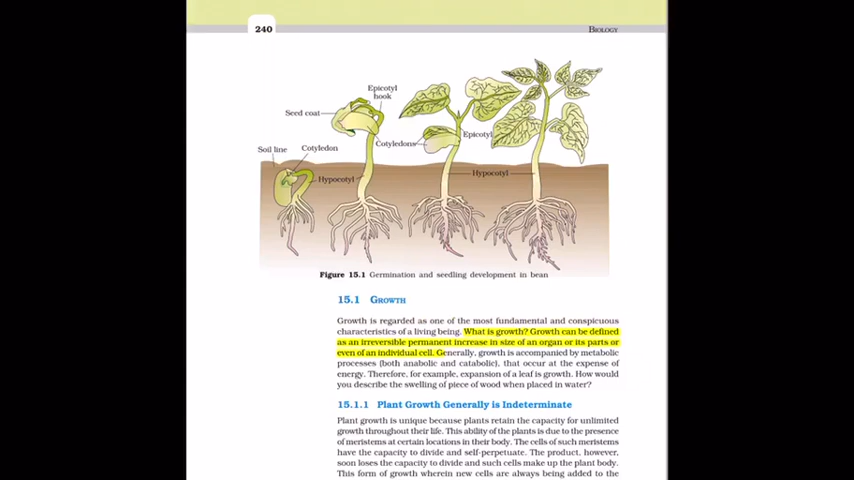 240
BIOLOGY
Epicotyl
hook
Seed coat
Cotyledons
Epicotyl
Soil line
Cotyledon
Hypocotyl
Hypocotyl
Figure 15.1 Germination and seedling development in bean
15.1 GROWTH
Growth is regarded as one of the most fundamental and conspicuous
characteristics of a living being. What is growth? Growth can be defined
as an irreversible permanent increase in size of an organ or its parts or
even of an individual cell. Generally, growth is accompanied by metabolic
processes (both anabolic and catabolic), that occur at the expense of
energy. Therefore, for example, expansion of a leaf is growth. How would
you describe the swelling of piece of wood when placed in water?
15.1.1 Plant Growth Generally is Indeterminate
Plant growth is unique because plants retain the capacity for unlimited
growth throughout their life. This ability of the plants is due to the presence
of meristems at certain locations in their body. The cells of such meristems
have the capacity to divide and self-perpetuate. The product, however,
soon loses the capacity to divide and such cells make up the plant body.
This form of growth wherein new cells are always being added to the